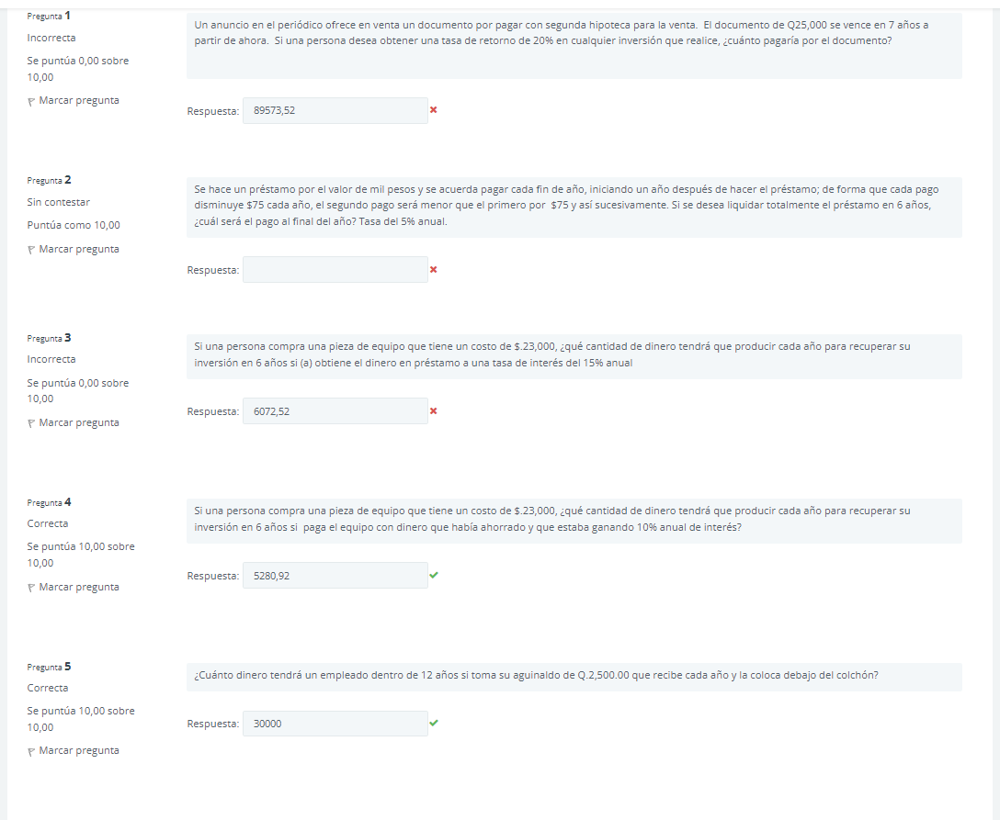 Pregunta 1
Incorrecta
Se puntúa 0,00 sobre
10,00
Marcar pregunta
Un anuncio en el periódico ofrece en venta un documento por pagar con segunda hipoteca para la venta. El documento de Q25,000 se vence en 7 años a
partir de ahora. Si una persona desea obtener una tasa de retorno de 20% en cualquier inversión que realice, ¿cuánto pagaría por el documento?
Respuesta: 89573,52
Pregunta 2
Sin contestar
Puntúa como 10,00
Marcar pregunta
Se hace un préstamo por el valor de mil pesos y se acuerda pagar cada fin de año, iniciando un año después de hacer el préstamo; de forma que cada pago
disminuye $75 cada año, el segundo pago será menor que el primero por $75 y así sucesivamente. Si se desea liquidar totalmente el préstamo en 6 años,
¿cuál será el pago al final del año? Tasa del 5% anual.
Respuesta:
Pregunta 3
Incorrecta
Se puntúa 0,00 sobre
10,00
Marcar pregunta
Si una persona compra una pieza de equipo que tiene un costo de $.23,000, ¿qué cantidad de dinero tendrá que producir cada año para recuperar su
inversión en 6 años si (a) obtiene el dinero en préstamo a una tasa de interés del 15% anual
Respuesta: 6072,52
Pregunta 4
Correcta
Se puntúa 10,00 sobre
10,00
Marcar pregunta
Si una persona compra una pieza de equipo que tiene un costo de $.23,000, ¿qué cantidad de dinero tendrá que producir cada año para recuperar su
inversión en 6 años si paga el equipo con dinero que había ahorrado y que estaba ganando 10% anual de interés?
Respuesta: 5280,92
Pregunta 5
Correcta
Se puntúa 10,00 sobre
10,00
Marcar pregunta
¿Cuánto dinero tendrá un empleado dentro de 12 años si toma su aguinaldo de Q.2,500.00 que recibe cada año y la coloca debajo del colchón?
Respuesta: 30000